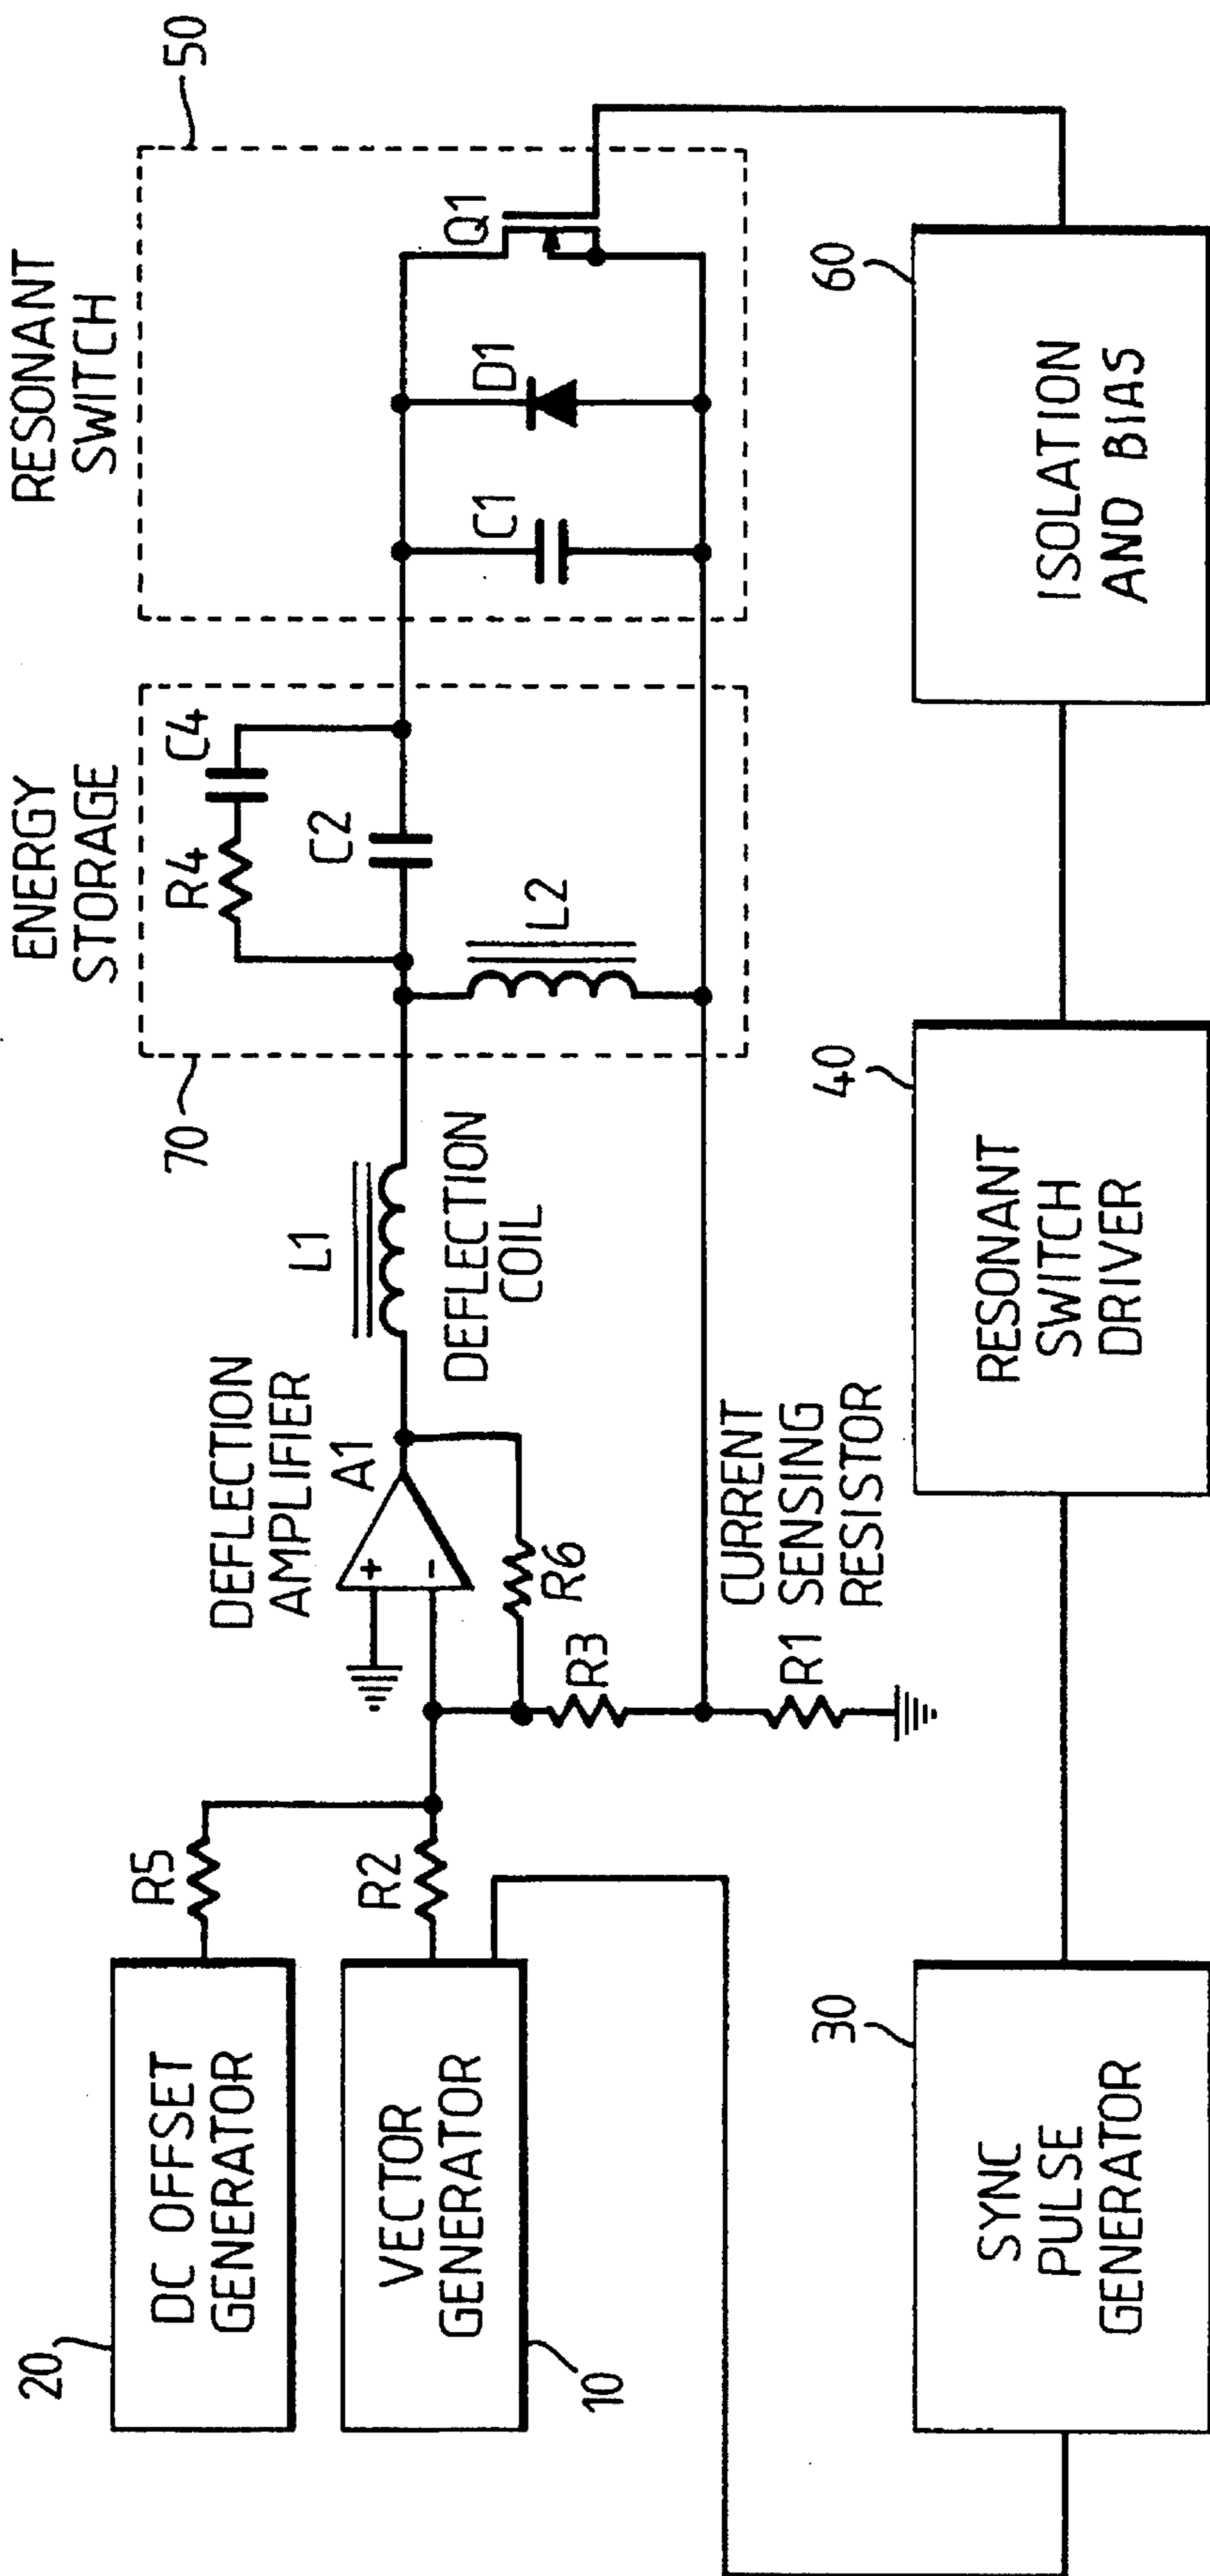 20
DC OFFSET
GENERATOR
R5
VECTOR
GENERATOR
10
R2
DEFLECTION
AMPLIFIER
A1
+
-
R6
R3
R1
CURRENT
SENSING
RESISTOR
L1
DEFLECTION
COIL
ENERGY
STORAGE
70
R4
C4
C2
L2
RESONANT
SWITCH
50
C1
D1
Q1
30
SYNC
PULSE
GENERATOR
40
RESONANT
SWITCH
DRIVER
60
ISOLATION
AND BIAS